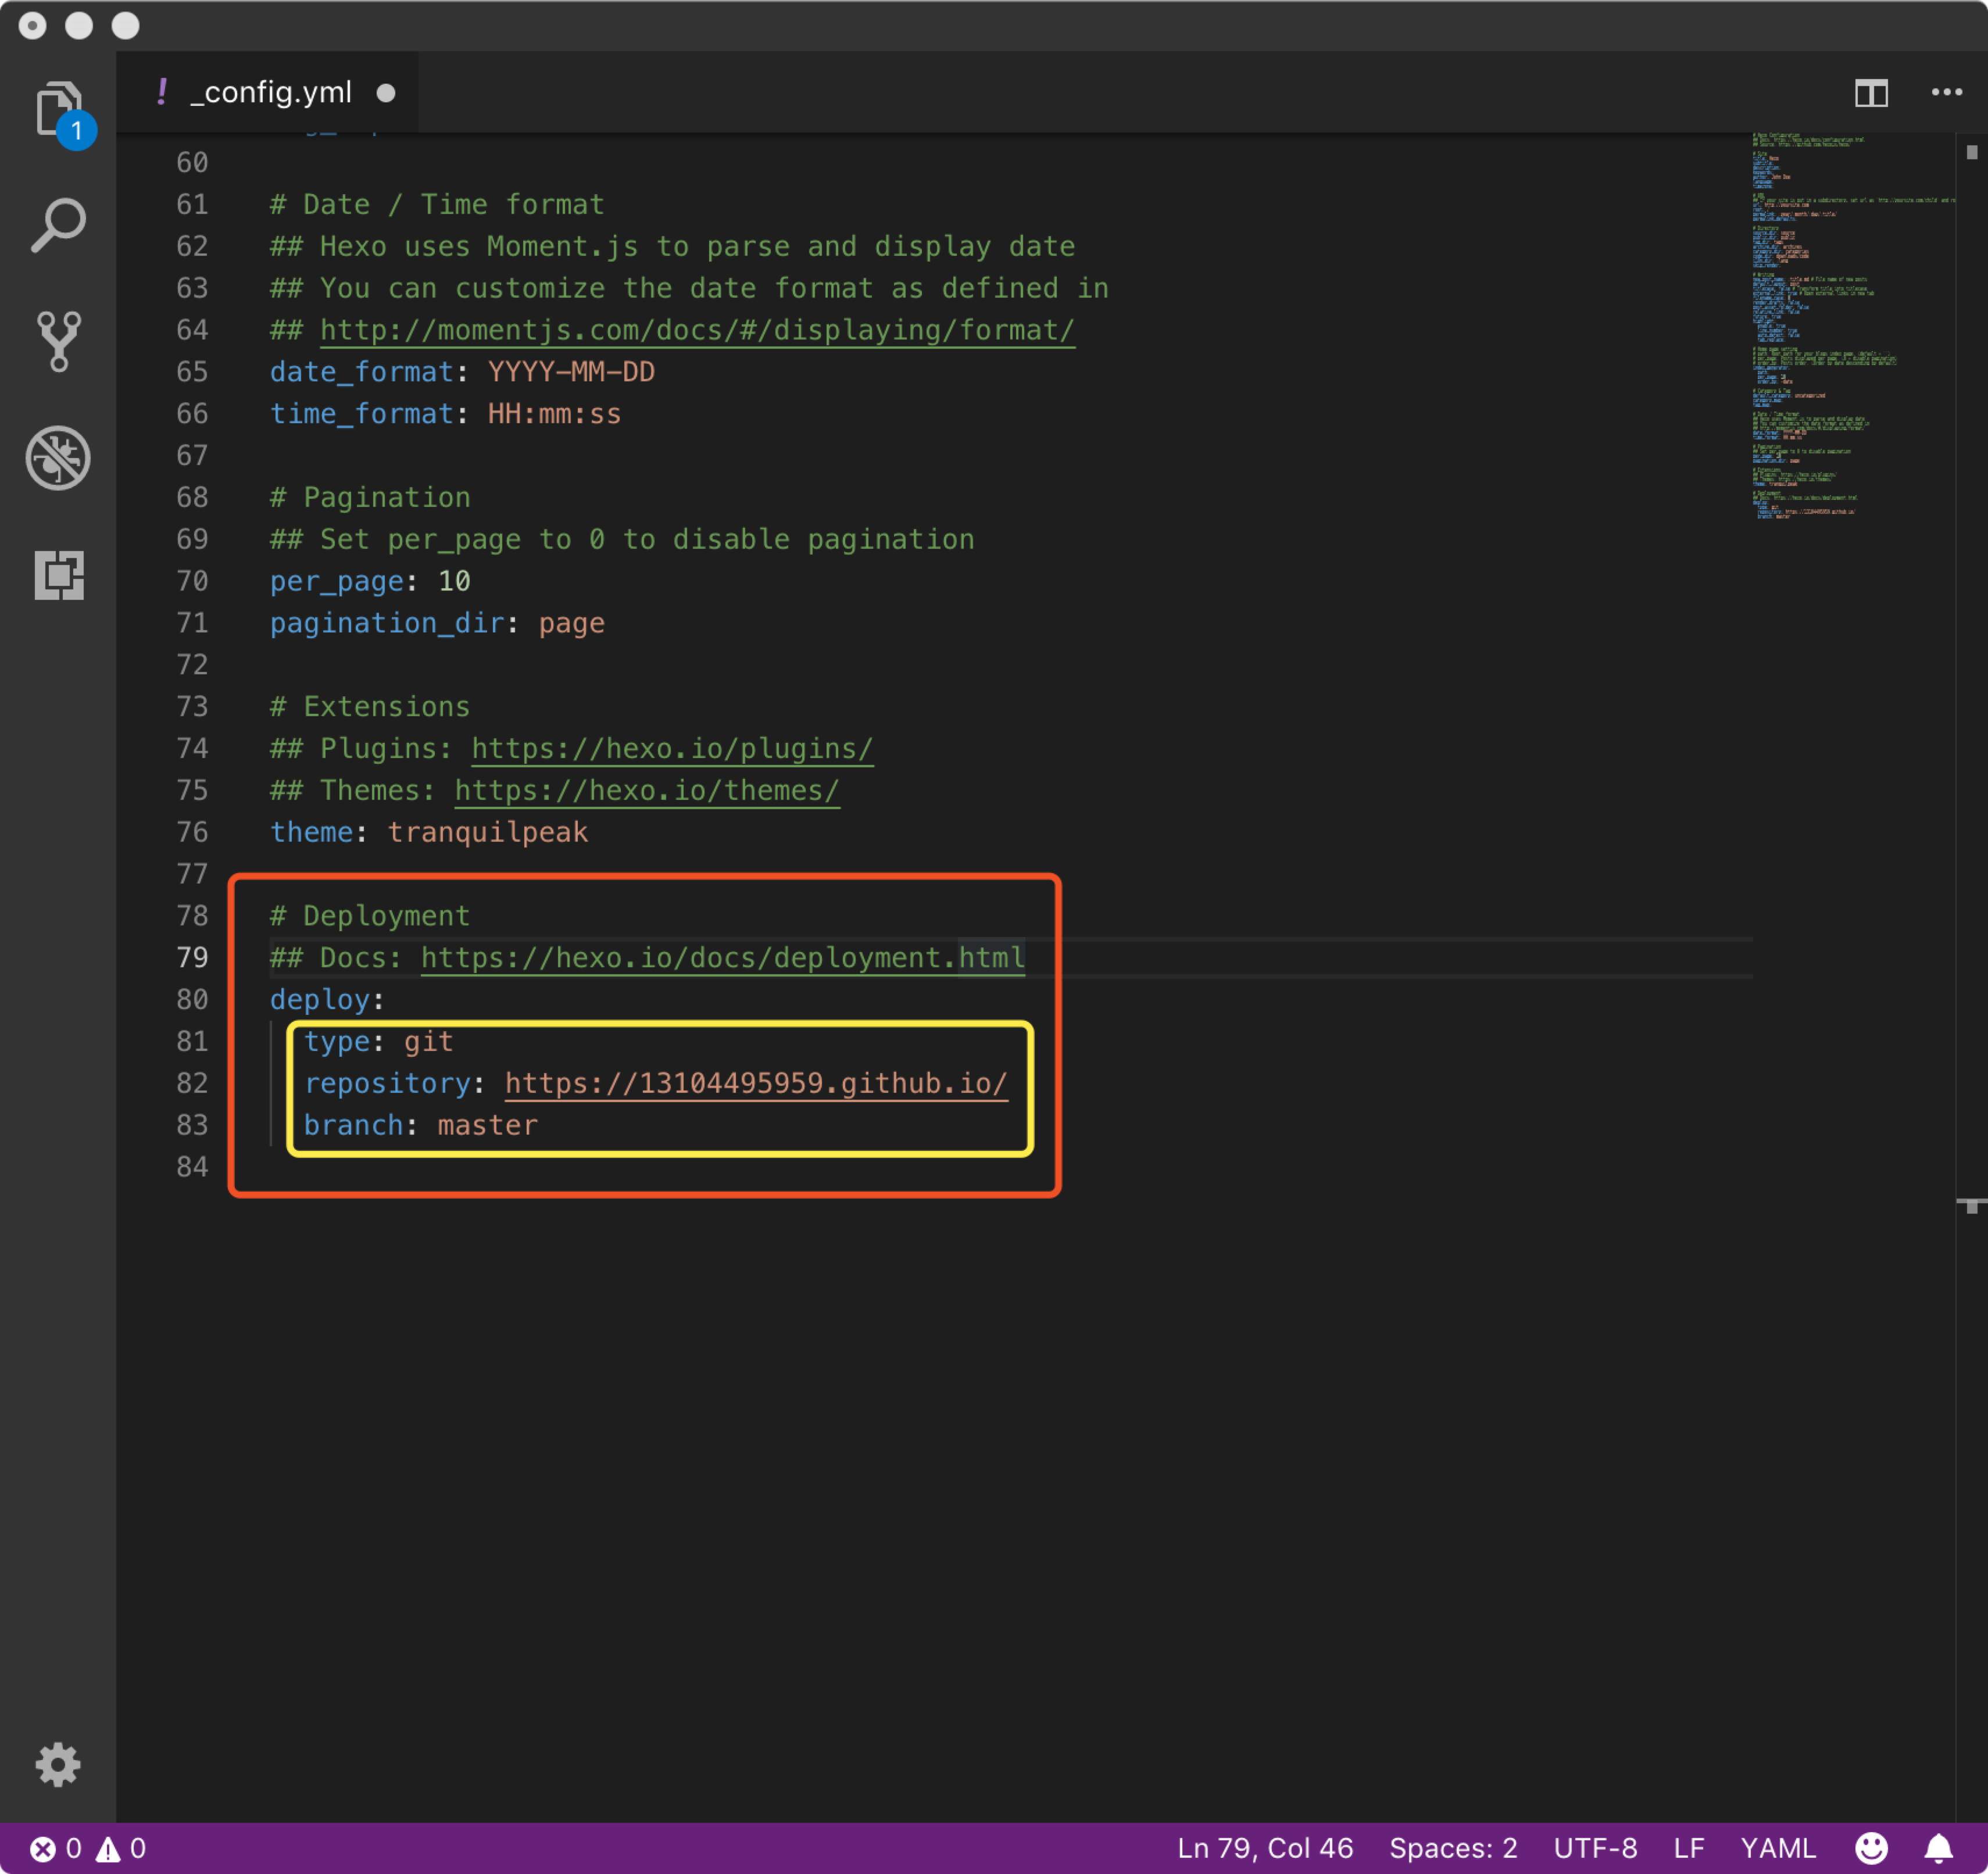 _config.yml
1
60
61 # Date / Time format
62 ## Hexo uses Moment.js to parse and display date
63 ## You can customize the date format as defined in
64 ## http://momentjs.com/docs/#/displaying/format/
65 date_format: YYYY-MM-DD
66 time_format: HH:mm:ss
67
68 # Pagination
69 ## Set per_page to 0 to disable pagination
70 per_page: 10
71 pagination_dir: page
72
73 # Extensions
74 ## Plugins: https://hexo.io/plugins/
75 ## Themes: https://hexo.io/themes/
76 theme: tranquilpeak
77
78 # Deployment
79 ## Docs: https://hexo.io/docs/deployment.html
80 deploy:
81 type: git
82 repository: https://13104495959.github.io/
83 branch: master
84
0 0 Ln 79, Col 46 Spaces: 2 UTF-8 LF YAML